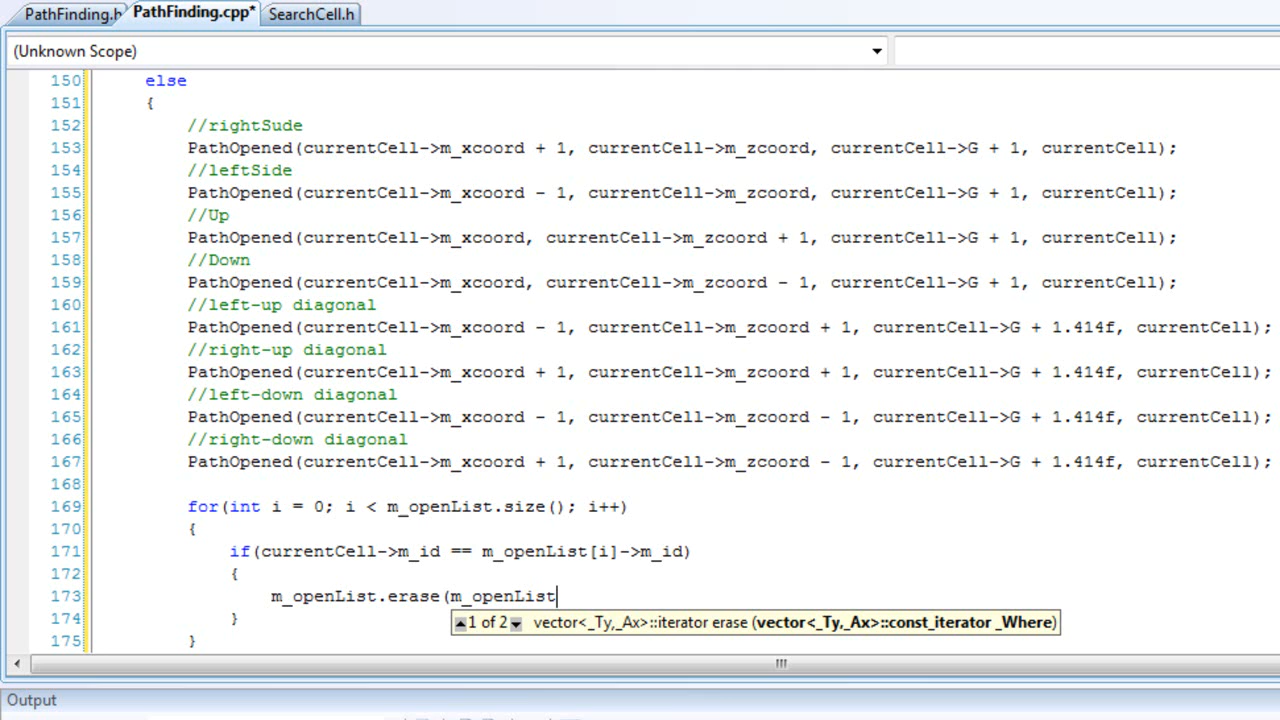 PathFinding.h PathFinding.cpp* SearchCell.h
(Unknown Scope)
150 else
151 {
152 //rightSude
153 PathOpened(currentCell->m_xcoord + 1, currentCell->m_zcoord, currentCell->G + 1, currentCell);
154 //leftSide
155 PathOpened(currentCell->m_xcoord - 1, currentCell->m_zcoord, currentCell->G + 1, currentCell);
156 //Up
157 PathOpened(currentCell->m_xcoord, currentCell->m_zcoord + 1, currentCell->G + 1, currentCell);
158 //Down
159 PathOpened(currentCell->m_xcoord, currentCell->m_zcoord - 1, currentCell->G + 1, currentCell);
160 //left-up diagonal
161 PathOpened(currentCell->m_xcoord - 1, currentCell->m_zcoord + 1, currentCell->G + 1.414f, currentCell);
162 //right-up diagonal
163 PathOpened(currentCell->m_xcoord + 1, currentCell->m_zcoord + 1, currentCell->G + 1.414f, currentCell);
164 //left-down diagonal
165 PathOpened(currentCell->m_xcoord - 1, currentCell->m_zcoord - 1, currentCell->G + 1.414f, currentCell);
166 //right-down diagonal
167 PathOpened(currentCell->m_xcoord + 1, currentCell->m_zcoord - 1, currentCell->G + 1.414f, currentCell);
168
169 for(int i = 0; i < m_openList.size(); i++)
170 {
171 if(currentCell->m_id == m_openList[i]->m_id)
172 {
173 m_openList.erase(m_openList
174 }
1 of 2 vector<_Ty,_Ax>::iterator erase (vector<_Ty,_Ax>::const_iterator _Where)
175 }
Output